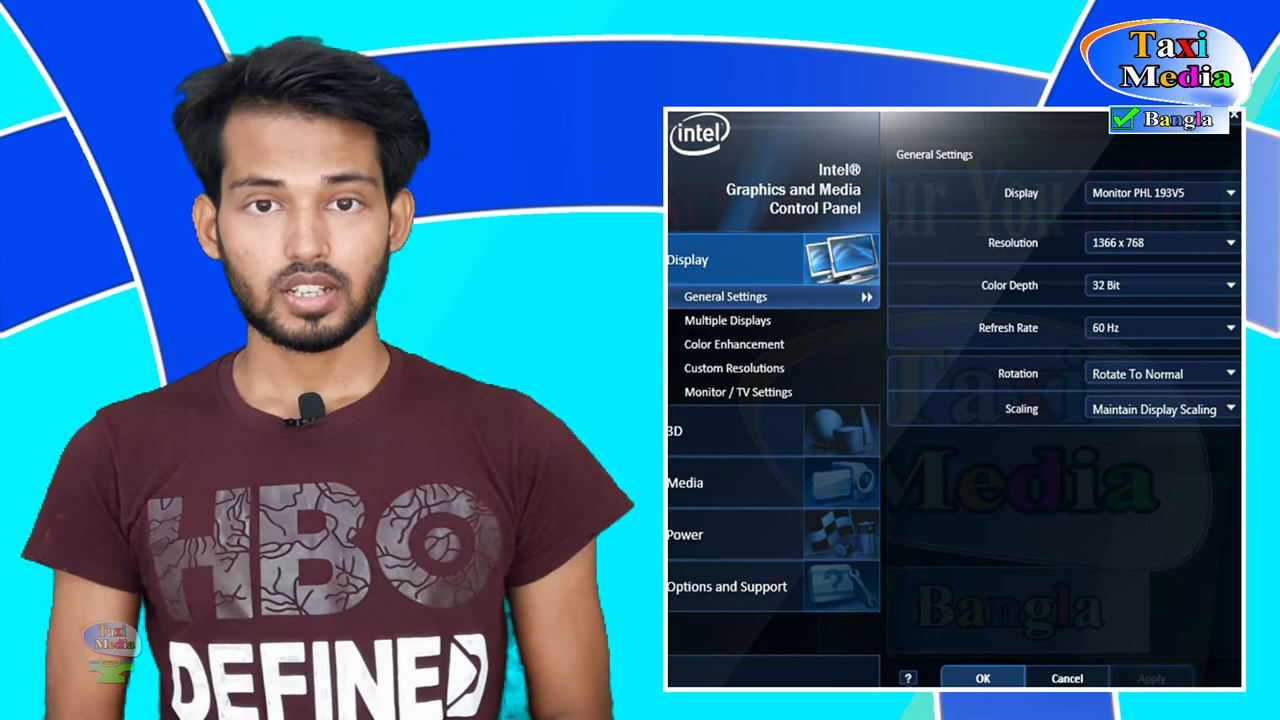 Taxi
Media
Bangla
intel
Intel®
Graphics and Media
Control Panel
Display
General Settings
Multiple Displays
Color Enhancement
Custom Resolutions
Monitor / TV Settings
3D
Media
Power
Options and Support
General Settings
Display
Monitor PHL 193V5
Resolution
1366 x 768
Color Depth
32 Bit
Refresh Rate
60 Hz
Rotation
Rotate To Normal
Scaling
Maintain Display Scaling
Taxi
Media
Bangla
?
OK
Cancel
Apply
HBO
DEFINED
Taxi
Media